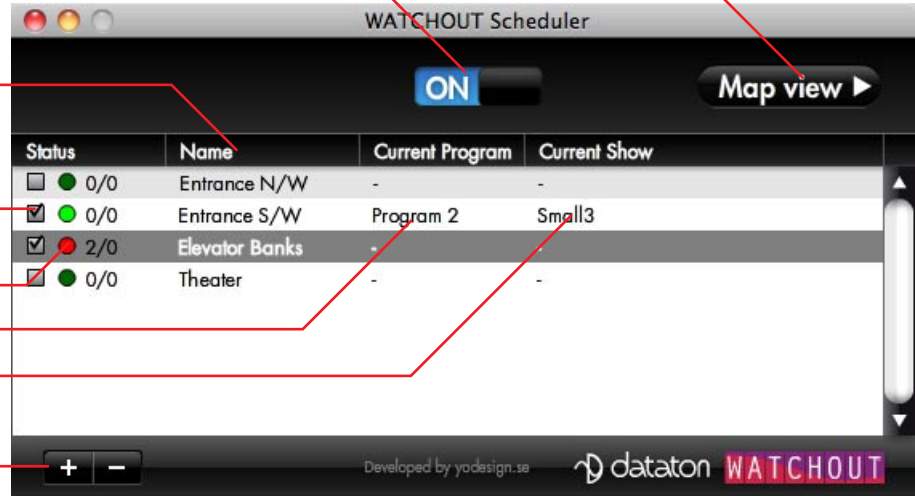 WATCHOUT Scheduler
ON
Map view
Status Name Current Program Current Show
0/0 Entrance N/W - -
0/0 Entrance S/W Program 2 Small3
2/0 Elevator Banks - -
0/0 Theater - -
+ -
Developed by yodesign.se dataton WATCHOUT